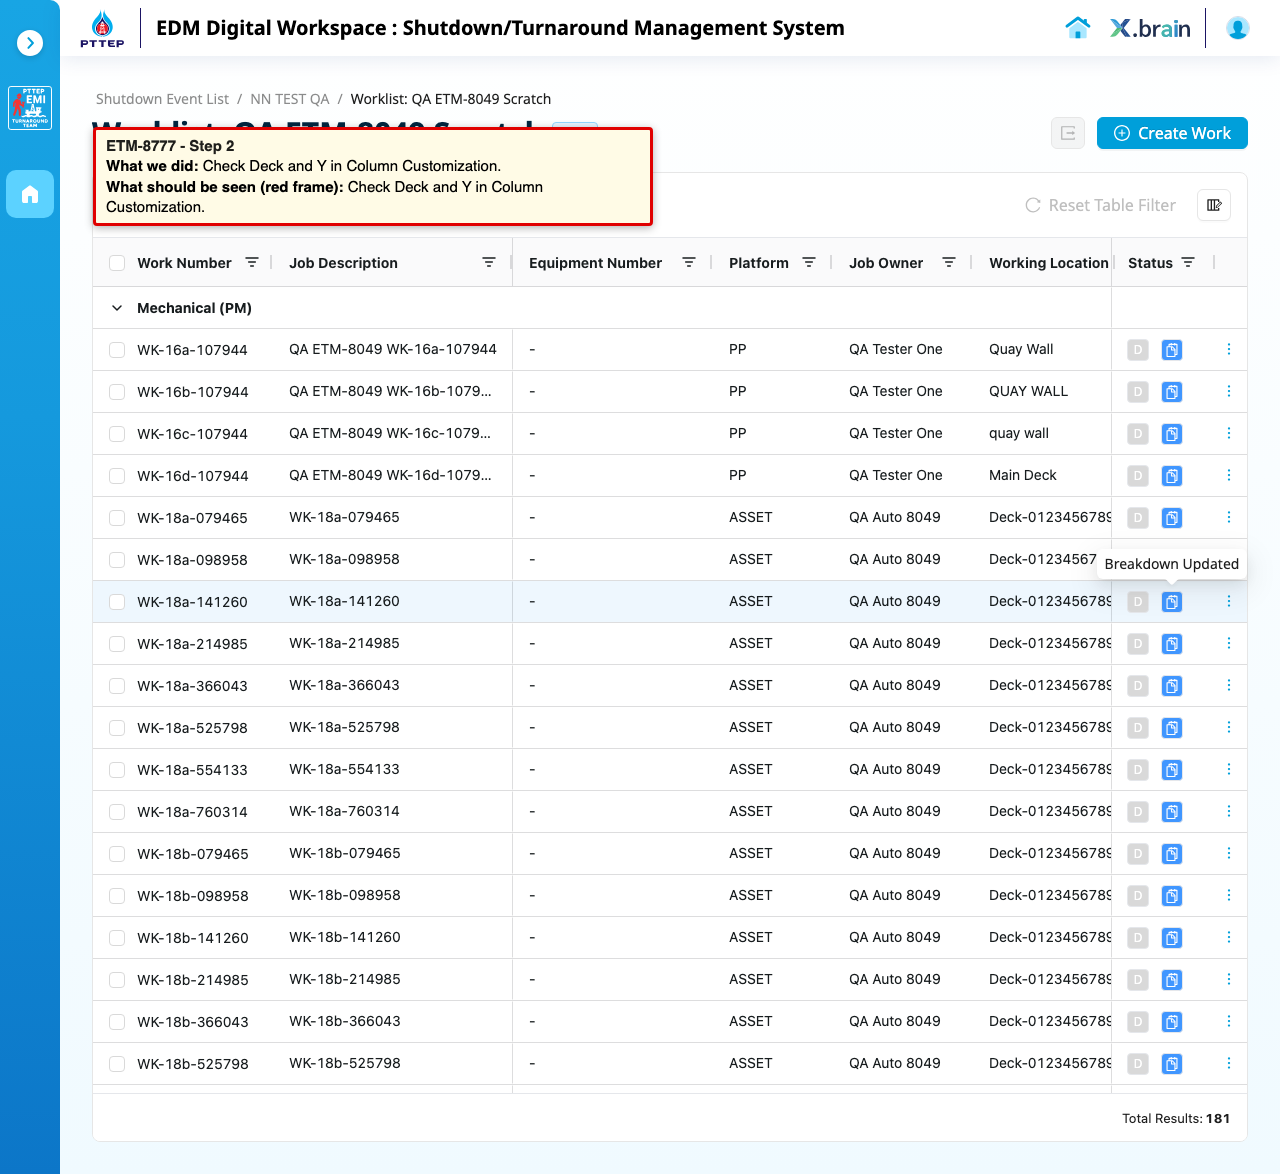 PTTEP
EDM Digital Workspace : Shutdown/Turnaround Management System
X.brain
PTTEP
EMI
TURNAROUND
TEAM
Shutdown Event List / NN TEST QA / Worklist: QA ETM-8049 Scratch
Worklist: QA ETM-8049 Scratch
Create Work
ETM-8777 - Step 2
What we did: Check Deck and Y in Column Customization.
What should be seen (red frame): Check Deck and Y in Column
Customization.
Reset Table Filter
Work Number Job Description Equipment Number Platform Job Owner Working Location Status
Mechanical (PM)
WK-16a-107944 QA ETM-8049 WK-16a-107944 - PP QA Tester One Quay Wall D
WK-16b-107944 QA ETM-8049 WK-16b-1079... - PP QA Tester One QUAY WALL D
WK-16c-107944 QA ETM-8049 WK-16c-1079... - PP QA Tester One quay wall D
WK-16d-107944 QA ETM-8049 WK-16d-1079... - PP QA Tester One Main Deck D
WK-18a-079465 WK-18a-079465 - ASSET QA Auto 8049 Deck-0123456789 D
WK-18a-098958 WK-18a-098958 - ASSET QA Auto 8049 Deck-01234567
Breakdown Updated
WK-18a-141260 WK-18a-141260 - ASSET QA Auto 8049 Deck-0123456789 D
WK-18a-214985 WK-18a-214985 - ASSET QA Auto 8049 Deck-0123456789 D
WK-18a-366043 WK-18a-366043 - ASSET QA Auto 8049 Deck-0123456789 D
WK-18a-525798 WK-18a-525798 - ASSET QA Auto 8049 Deck-0123456789 D
WK-18a-554133 WK-18a-554133 - ASSET QA Auto 8049 Deck-0123456789 D
WK-18a-760314 WK-18a-760314 - ASSET QA Auto 8049 Deck-0123456789 D
WK-18b-079465 WK-18b-079465 - ASSET QA Auto 8049 Deck-0123456789 D
WK-18b-098958 WK-18b-098958 - ASSET QA Auto 8049 Deck-0123456789 D
WK-18b-141260 WK-18b-141260 - ASSET QA Auto 8049 Deck-0123456789 D
WK-18b-214985 WK-18b-214985 - ASSET QA Auto 8049 Deck-0123456789 D
WK-18b-366043 WK-18b-366043 - ASSET QA Auto 8049 Deck-0123456789 D
WK-18b-525798 WK-18b-525798 - ASSET QA Auto 8049 Deck-0123456789 D
Total Results: 181